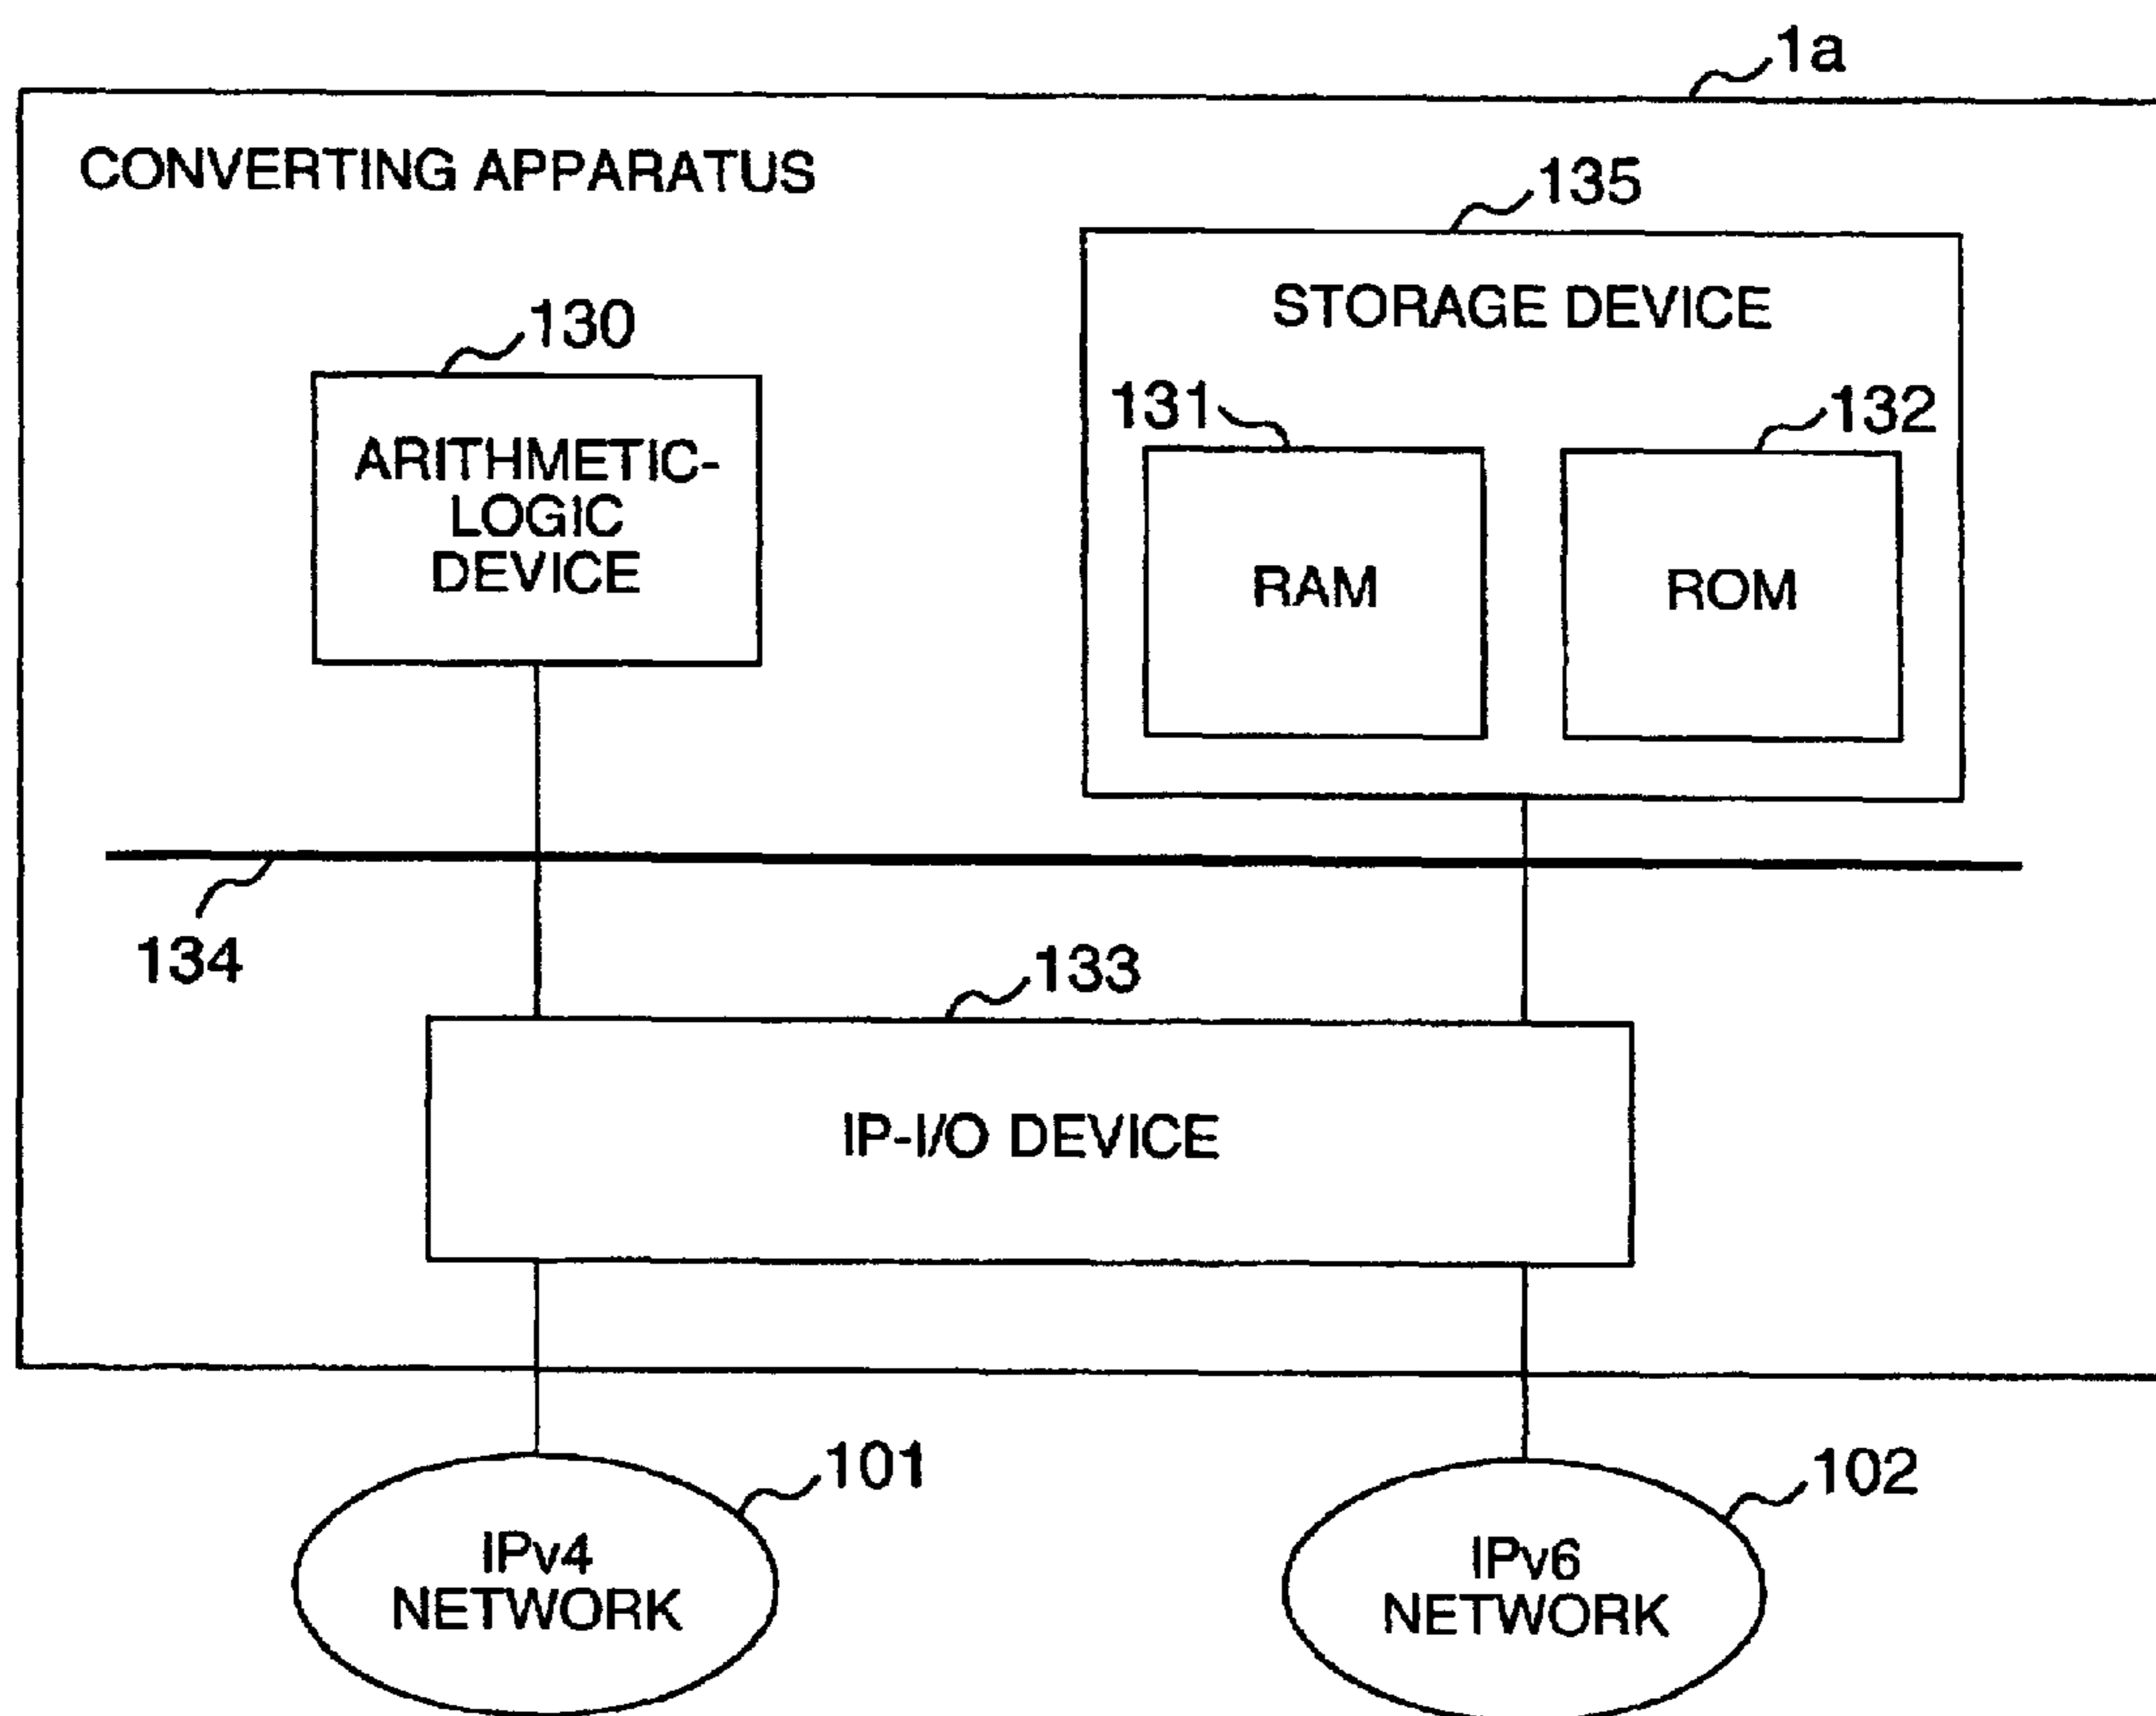 1a
CONVERTING APPARATUS
135
STORAGE DEVICE
130
ARITHMETIC-
LOGIC
DEVICE
131
132
RAM
ROM
134
133
IP-I/O DEVICE
101
IPv4
NETWORK
102
IPv6
NETWORK